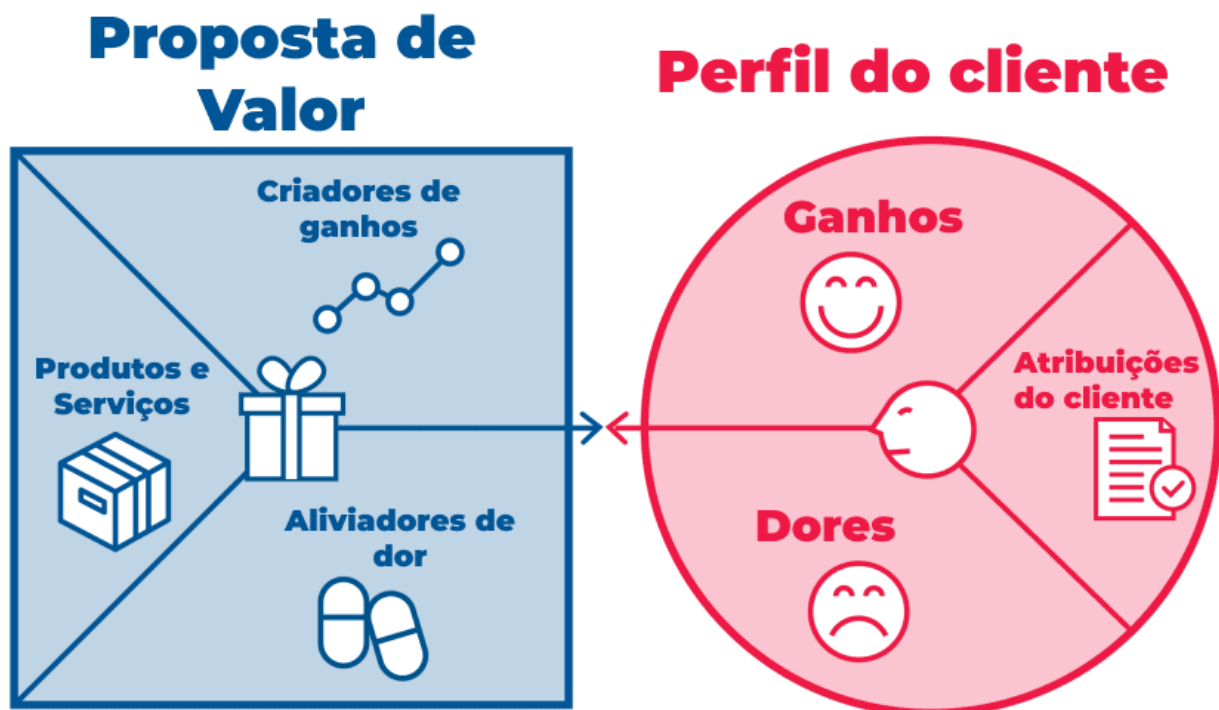 Proposta de
Valor
Criadores de
ganhos
Produtos e
Serviços
Aliviadores de
dor
Perfil do cliente
Ganhos
Atribuições
do cliente
Dores